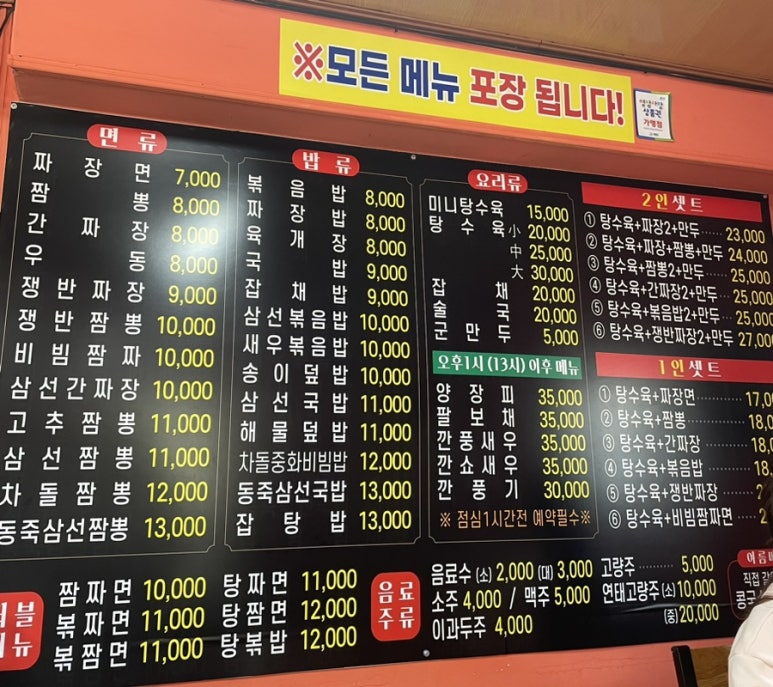 ※모든 메뉴 포장 됩니다!
상품권
가맹점
면류
짜장면 7,000
짬뽕 8,000
간짜장 8,000
우동 8,000
쟁반짜장 9,000
쟁반짬뽕 10,000
비빔짬짜 10,000
삼선간짜장 10,000
고추짬뽕 11,000
삼선짬뽕 11,000
차돌짬뽕 12,000
동죽삼선짬뽕 13,000
밥류
볶음밥 8,000
짜장밥 8,000
육개장 8,000
국밥 9,000
잡채밥 9,000
삼선볶음밥 10,000
새우볶음밥 10,000
송이덮밥 10,000
삼선국밥 11,000
해물덮밥 11,000
차돌중화비빔밥 12,000
동죽삼선국밥 13,000
잡탕밥 13,000
요리류
미니탕수육 15,000
탕수육 小 20,000
中 25,000
大 30,000
잡채 20,000
술국 20,000
군만두 5,000
오후1시 (13시) 이후 메뉴
양장피 35,000
팔보채 35,000
깐풍새우 35,000
깐쇼새우 35,000
깐풍기 30,000
※ 점심1시간전 예약필수※
2인셋트
① 탕수육+짜장2+만두 23,000
② 탕수육+짜장+짬뽕+만두 24,000
③ 탕수육+짬뽕2+만두 25,000
④ 탕수육+간짜장2+만두 25,000
⑤ 탕수육+볶음밥2+만두 25,000
⑥ 탕수육+쟁반짜장2+만두 27,000
1인셋트
① 탕수육+짜장면
② 탕수육+짬뽕
③ 탕수육+간짜장
④ 탕수육+볶음밥
⑤ 탕수육+쟁반짜장
⑥ 탕수육+비빔짬짜면
짬짜면 10,000
볶짜면 11,000
볶짬면 11,000
탕짜면 11,000
탕짬면 12,000
탕볶밥 12,000
음료
주류
음료수 (소) 2,000 (대) 3,000
소주 4,000 / 맥주 5,000
이과두주 4,000
고량주 5,000
연태고량주 (소) 10,000
(중) 20,000
직접